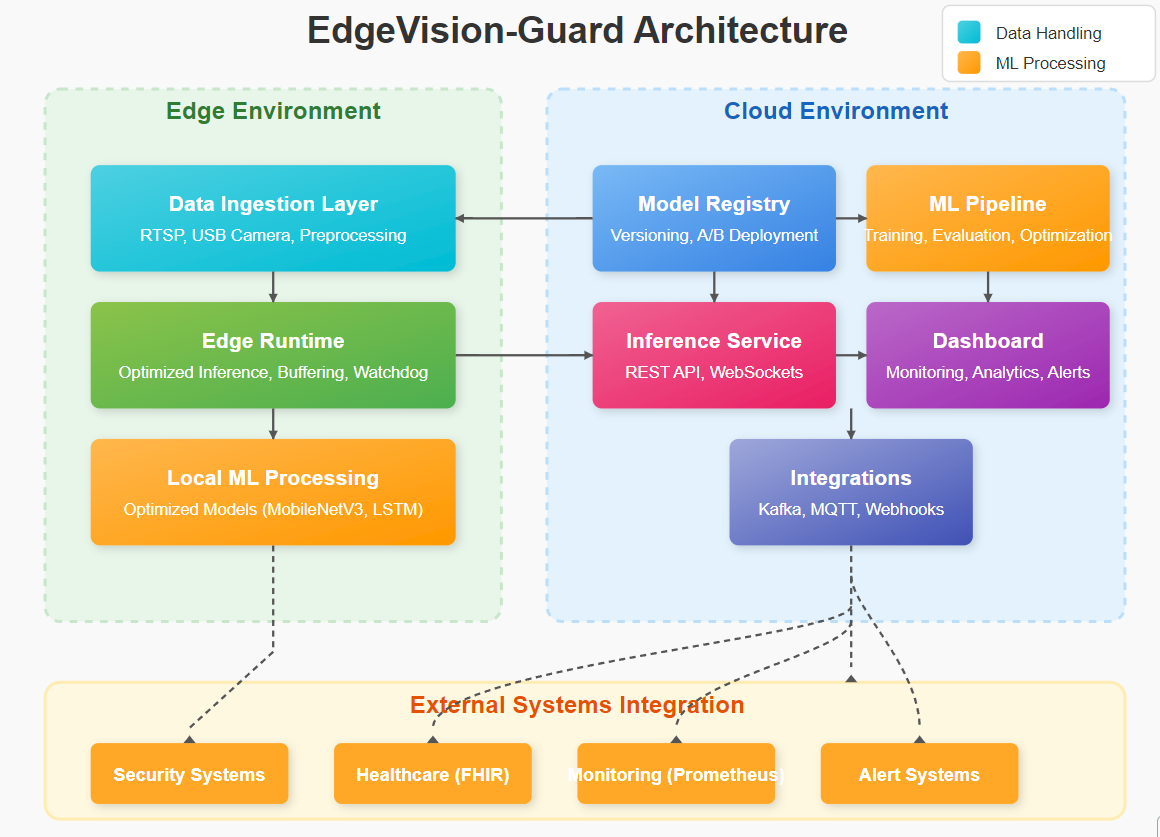 EdgeVision-Guard Architecture
Data Handling
ML Processing
Edge Environment
Cloud Environment
Data Ingestion Layer
RTSP, USB Camera, Preprocessing
Model Registry
Versioning, A/B Deployment
ML Pipeline
Training, Evaluation, Optimization
Edge Runtime
Optimized Inference, Buffering, Watchdog
Inference Service
REST API, WebSockets
Dashboard
Monitoring, Analytics, Alerts
Local ML Processing
Optimized Models (MobileNetV3, LSTM)
Integrations
Kafka, MQTT, Webhooks
External Systems Integration
Security Systems
Healthcare (FHIR)
Monitoring (Prometheus)
Alert Systems